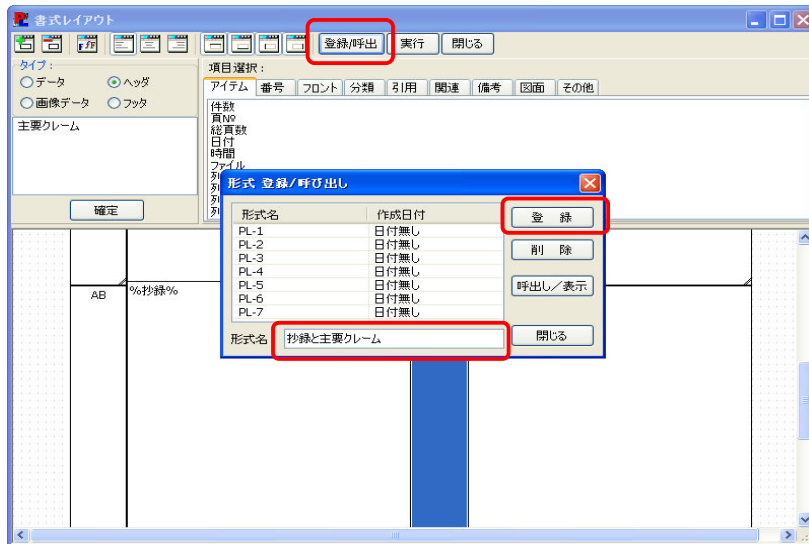 書式レイアウト
登録/呼出 実行 閉じる
タイプ：
データ ヘッダ
画像データ フッタ
主要クレーム
確定
項目選択：
アイテム 番号 フロント 分類 引用 関連 備考 図面 その他
件数
頁№
総頁数
日付
時間
ファイル
形式 登録/呼び出し
形式名 作成日付
PL-1 日付無し
PL-2 日付無し
PL-3 日付無し
PL-4 日付無し
PL-5 日付無し
PL-6 日付無し
PL-7 日付無し
登 録
削 除
呼出し／表示
形式名 抄録と主要クレーム
閉じる
AB %抄録%